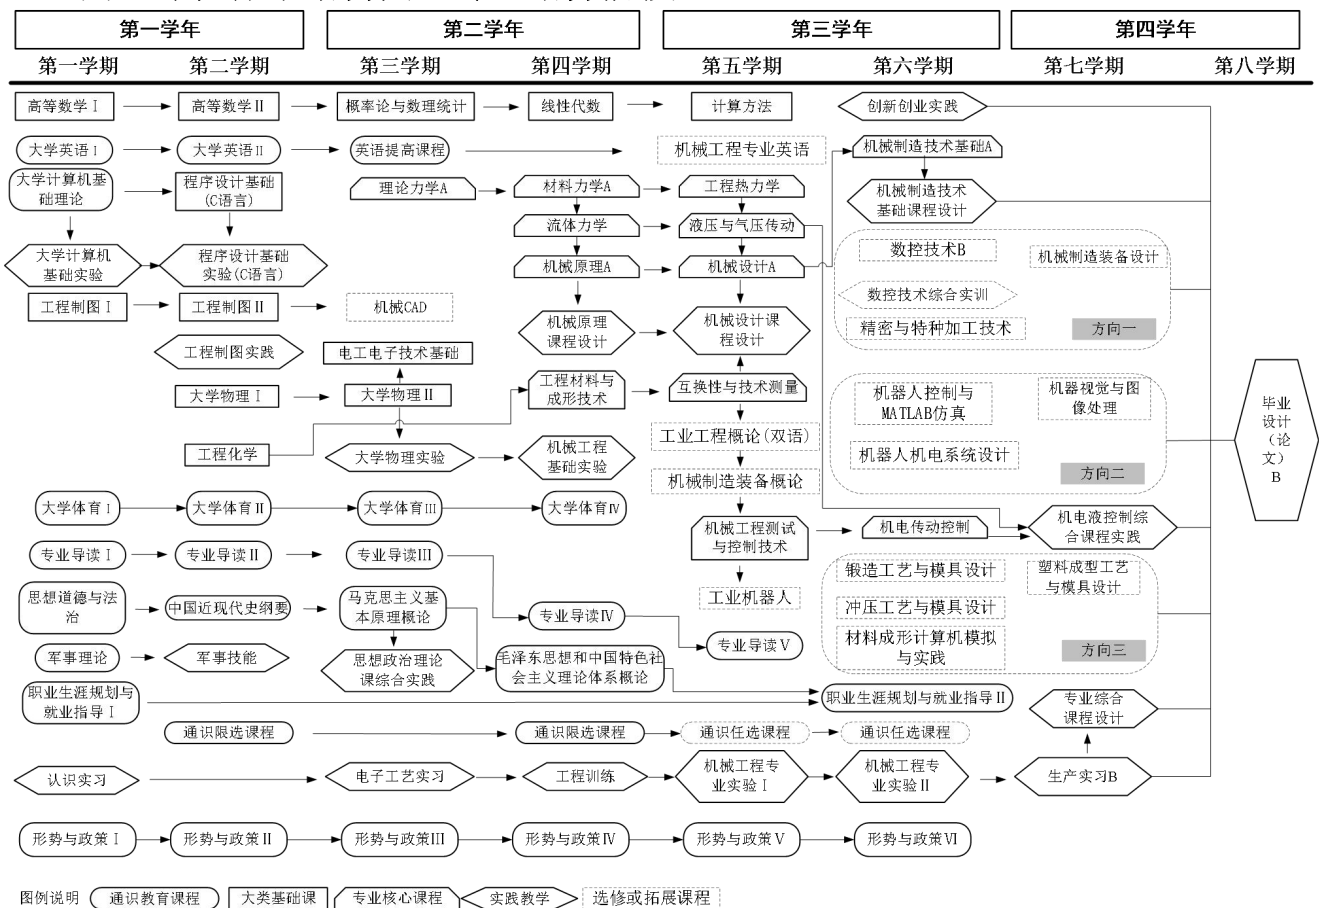 第一学年
第二学年
第三学年
第四学年
第一学期
第二学期
第三学期
第四学期
第五学期
第六学期
第七学期
第八学期
高等数学Ⅰ
高等数学Ⅱ
概率论与数理统计
线性代数
计算方法
创新创业实践
大学英语Ⅰ
大学英语Ⅱ
英语提高课程
机械工程专业英语
机械制造技术基础A
大学计算机基
础理论
程序设计基础
(C语言)
理论力学A
材料力学A
工程热力学
机械制造技术
基础课程设计
流体力学
液压与气压传动
大学计算机
基础实验
程序设计基础
实验(C语言)
机械原理A
机械设计A
数控技术B
机械制造装备设计
数控技术综合实训
精密与特种加工技术
方向一
工程制图Ⅰ
工程制图Ⅱ
机械CAD
机械原理
课程设计
机械设计课
程设计
工程制图实践
电工电子技术基础
大学物理Ⅰ
大学物理Ⅱ
工程材料与
成形技术
互换性与技术测量
机器人控制与
MATLAB仿真
机器视觉与图
像处理
毕业
设计
（论
文）
B
工业工程概论(双语)
工程化学
大学物理实验
机械工程
基础实验
机器人机电系统设计
方向二
机械制造装备概论
大学体育Ⅰ
大学体育Ⅱ
大学体育Ⅲ
大学体育Ⅳ
机械工程测试
与控制技术
机电传动控制
机电液控制综
合课程实践
专业导读Ⅰ
专业导读Ⅱ
专业导读Ⅲ
锻造工艺与模具设计
塑料成型工艺
与模具设计
工业机器人
思想道德与法
治
中国近现代史纲要
马克思主义基
本原理概论
专业导读Ⅳ
冲压工艺与模具设计
专业导读Ⅴ
材料成形计算机模拟
与实践
方向三
军事理论
军事技能
思想政治理论
课综合实践
毛泽东思想和中国特色社
会主义理论体系概论
职业生涯规划与
就业指导Ⅰ
职业生涯规划与就业指导Ⅱ
专业综合
课程设计
通识限选课程
通识限选课程
通识任选课程
通识任选课程
认识实习
电子工艺实习
工程训练
机械工程专
业实验Ⅰ
机械工程专
业实验Ⅱ
生产实习B
形势与政策Ⅰ
形势与政策Ⅱ
形势与政策Ⅲ
形势与政策Ⅳ
形势与政策Ⅴ
形势与政策Ⅵ
图例说明
通识教育课程
大类基础课
专业核心课程
实践教学
选修或拓展课程